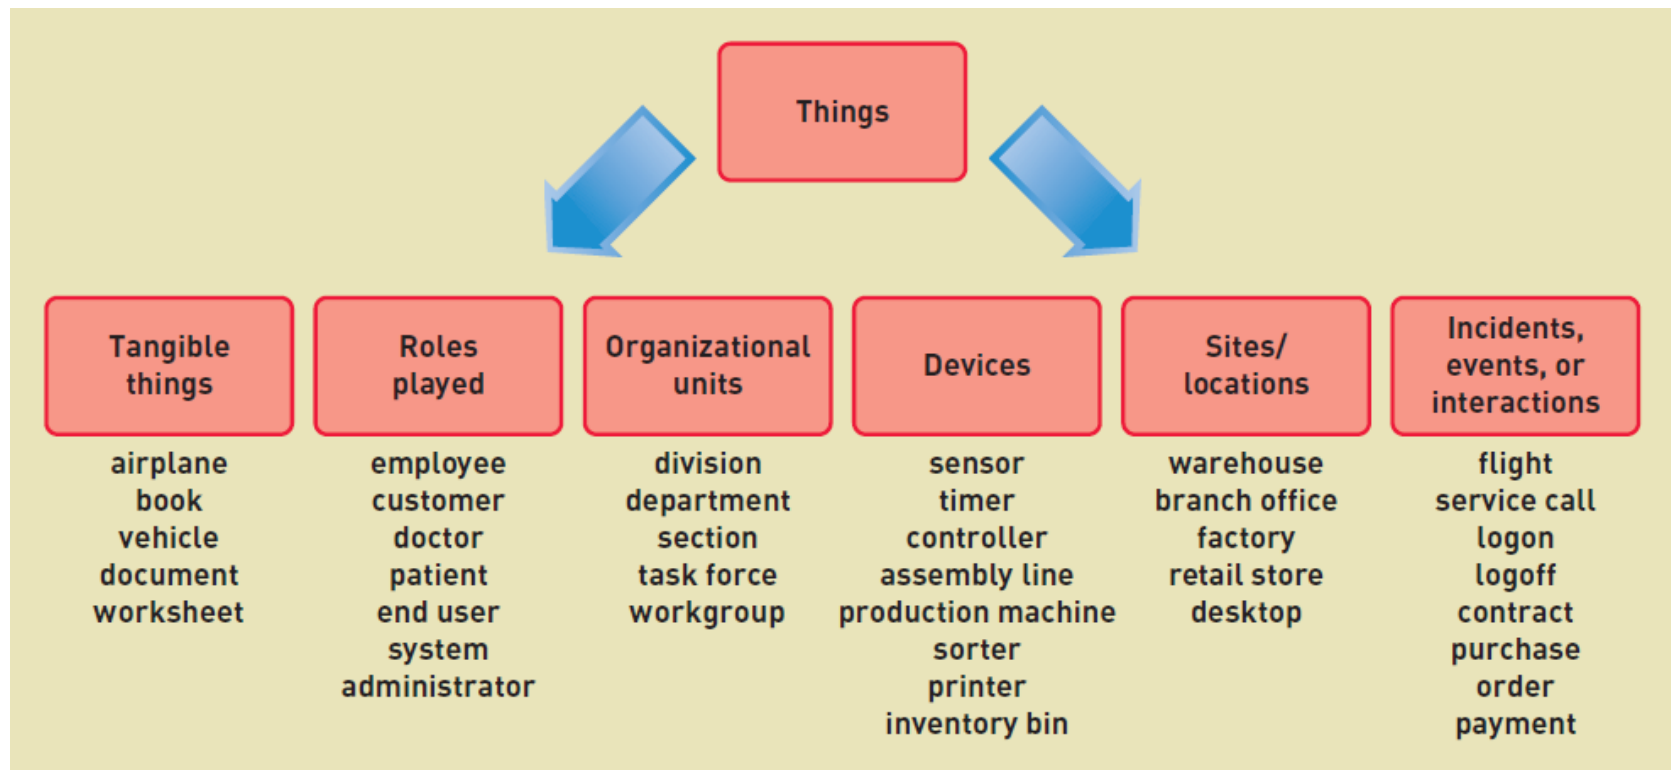 Things
Tangible
things
airplane
book
vehicle
document
worksheet
Roles
played
employee
customer
doctor
patient
end user
system
administrator
Organizational
units
division
department
section
task force
workgroup
Devices
sensor
timer
controller
assembly line
production machine
sorter
printer
inventory bin
Sites/
locations
warehouse
branch office
factory
retail store
desktop
Incidents,
events, or
interactions
flight
service call
logon
logoff
contract
purchase
order
payment